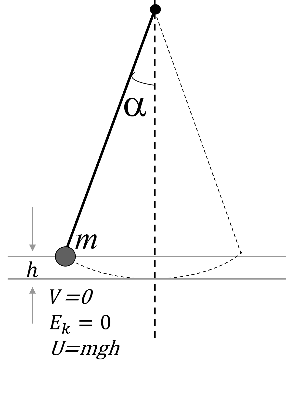 α
m
h
V=0
E_k = 0
U=mgh